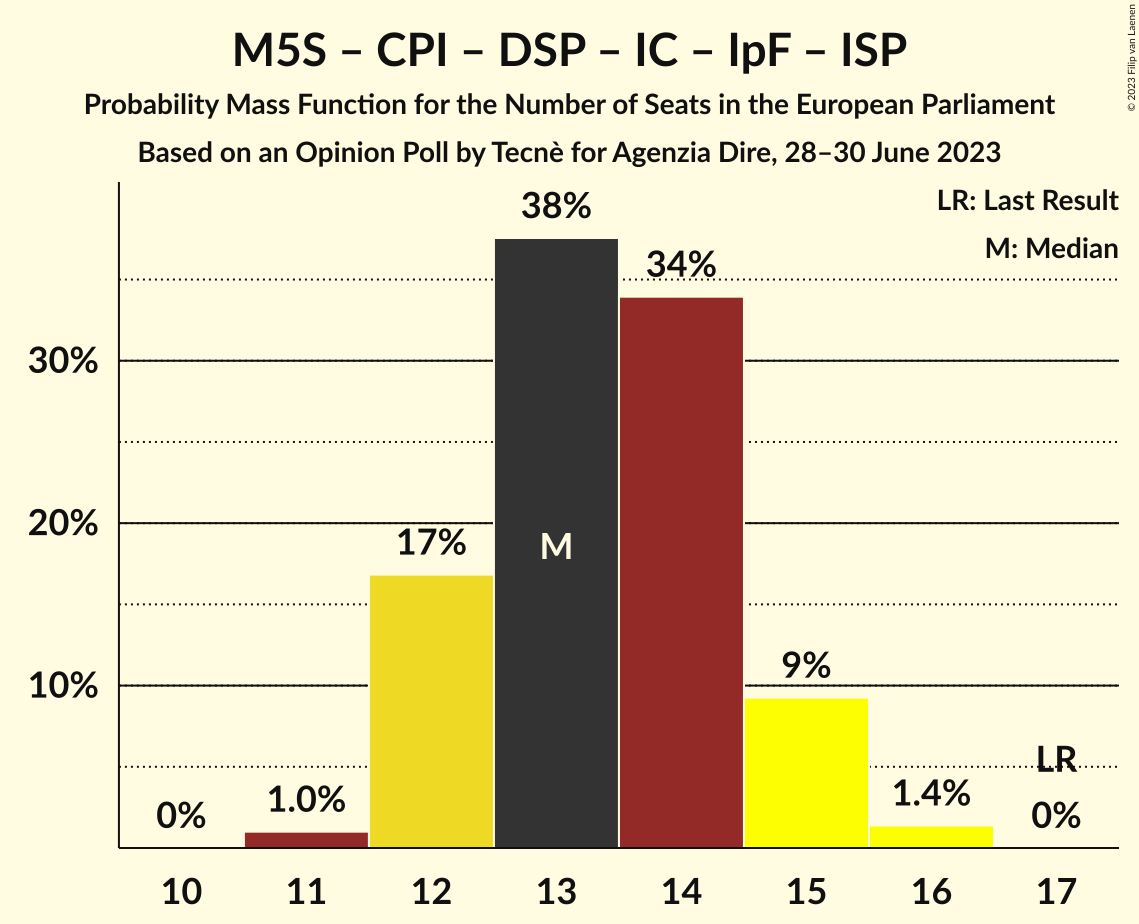 M5S – CPI – DSP – IC – IpF – ISP
Probability Mass Function for the Number of Seats in the European Parliament
Based on an Opinion Poll by Tecnè for Agenzia Dire, 28–30 June 2023
© 2023 Filip van Laenen
LR: Last Result
M: Median
38%
34%
30%
20%
17%
M
10%
9%
LR
0%
1.0%
1.4%
0%
10 11 12 13 14 15 16 17